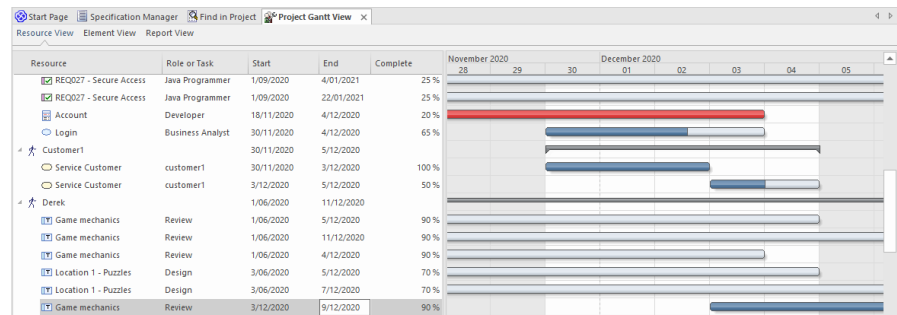 Start Page Specification Manager Find in Project Project Gantt View ×
Resource View Element View Report View
Resource Role or Task Start End Complete November 2020 December 2020
28 29 30 01 02 03 04 05
REQ027 - Secure Access Java Programmer 1/09/2020 4/01/2021 25 %
REQ027 - Secure Access Java Programmer 1/09/2020 22/01/2021 25 %
Account Developer 18/11/2020 4/12/2020 20 %
Login Business Analyst 30/11/2020 4/12/2020 65 %
Customer1 30/11/2020 5/12/2020
Service Customer customer1 30/11/2020 3/12/2020 100 %
Service Customer customer1 3/12/2020 5/12/2020 50 %
Derek 1/06/2020 11/12/2020
Game mechanics Review 1/06/2020 5/12/2020 90 %
Game mechanics Review 1/06/2020 11/12/2020 90 %
Game mechanics Review 1/06/2020 4/12/2020 90 %
Location 1 - Puzzles Design 3/06/2020 5/12/2020 70 %
Location 1 - Puzzles Design 3/06/2020 7/12/2020 70 %
Game mechanics Review 3/12/2020 9/12/2020 90 %